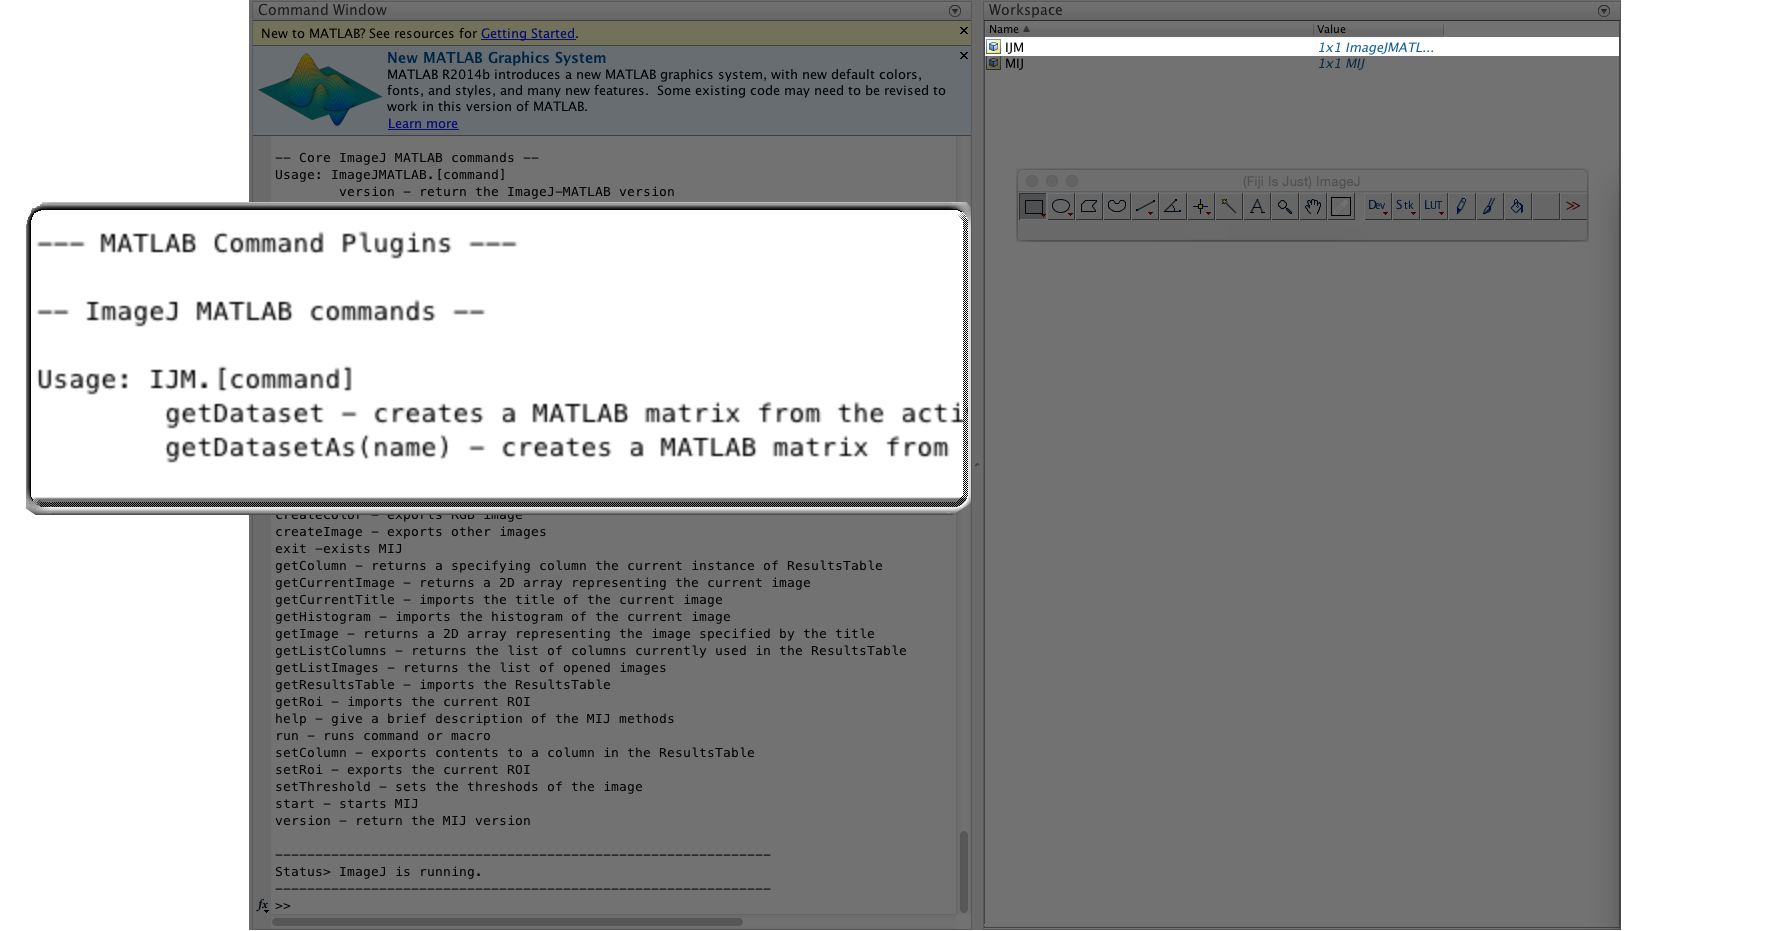 Command Window
New to MATLAB? See resources for Getting Started.
New MATLAB Graphics System
MATLAB R2014b introduces a new MATLAB graphics system, with new default colors,
fonts, and styles, and many new features.  Some existing code may need to be revised to
work in this version of MATLAB.
Learn more
-- Core ImageJ MATLAB commands --
Usage: ImageJMATLAB.[command]
version - return the ImageJ-MATLAB version
--- MATLAB Command Plugins ---
-- ImageJ MATLAB commands --
Usage: IJM.[command]
getDataset - creates a MATLAB matrix from the acti
getDatasetAs(name) - creates a MATLAB matrix from
createColor - exports RGB image
createImage - exports other images
exit -exists MIJ
getColumn - returns a specifying column the current instance of ResultsTable
getCurrentImage - returns a 2D array representing the current image
getCurrentTitle - imports the title of the current image
getHistogram - imports the histogram of the current image
getImage - returns a 2D array representing the image specified by the title
getListColumns - returns the list of columns currently used in the ResultsTable
getListImages - returns the list of opened images
getResultsTable - imports the ResultsTable
getRoi - imports the current ROI
help - give a brief description of the MIJ methods
run - runs command or macro
setColumn - exports contents to a column in the ResultsTable
setRoi - exports the current ROI
setThreshold - sets the threshods of the image
start - starts MIJ
version - return the MIJ version
--------------------------------------------------------------
Status> ImageJ is running.
--------------------------------------------------------------
fx >>
Workspace
Name Value
IJM 1x1 ImageJMATL...
MIJ 1x1 MIJ
(Fiji Is Just) ImageJ
A Dev Stk LUT >>